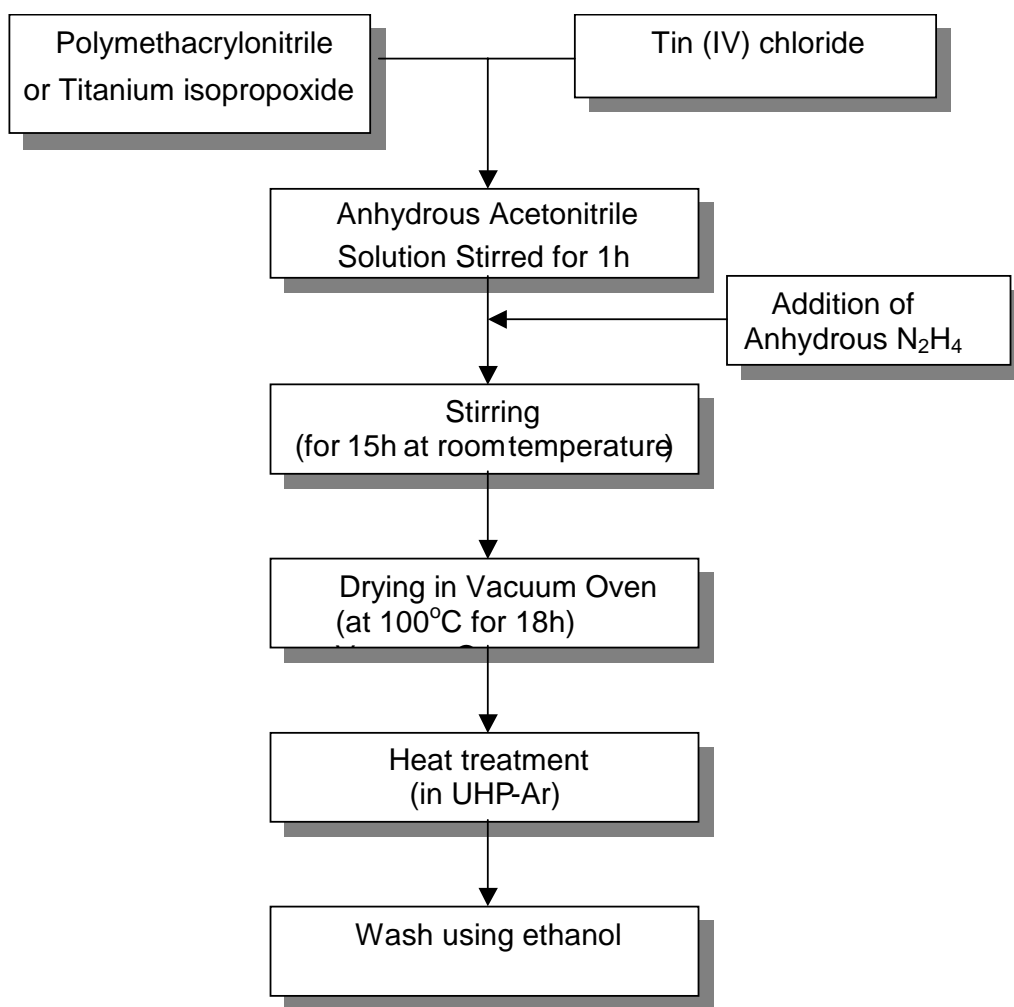 Polymethacrylonitrile
or Titanium isopropoxide
Tin (IV) chloride
Anhydrous Acetonitrile
Solution Stirred for 1h
Addition of
Anhydrous N₂H₄
Stirring
(for 15h at room temperature)
Drying in Vacuum Oven
(at 100°C for 18h)
Heat treatment
(in UHP-Ar)
Wash using ethanol